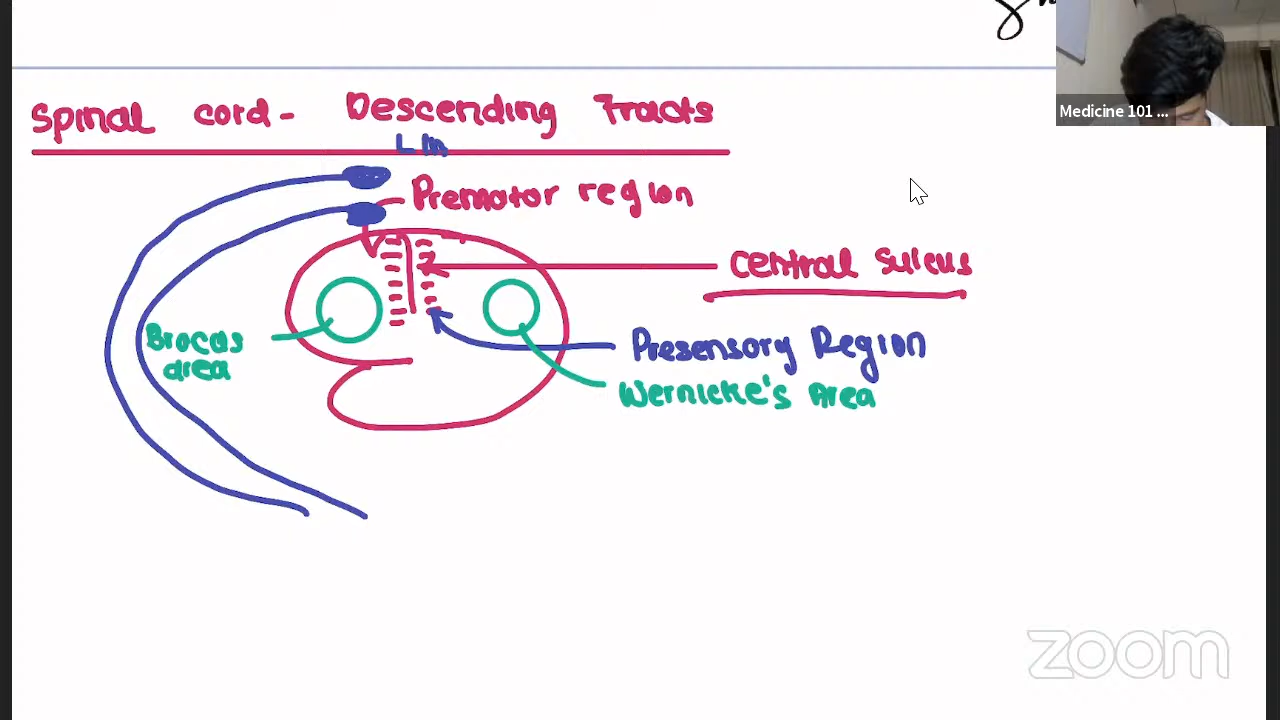 Medicine 101 ...
Spinal cord- Descending Tracts
Premotor region
Central Sulcus
Brocas
area
Presensory Region
Wernicke's Area
zoom